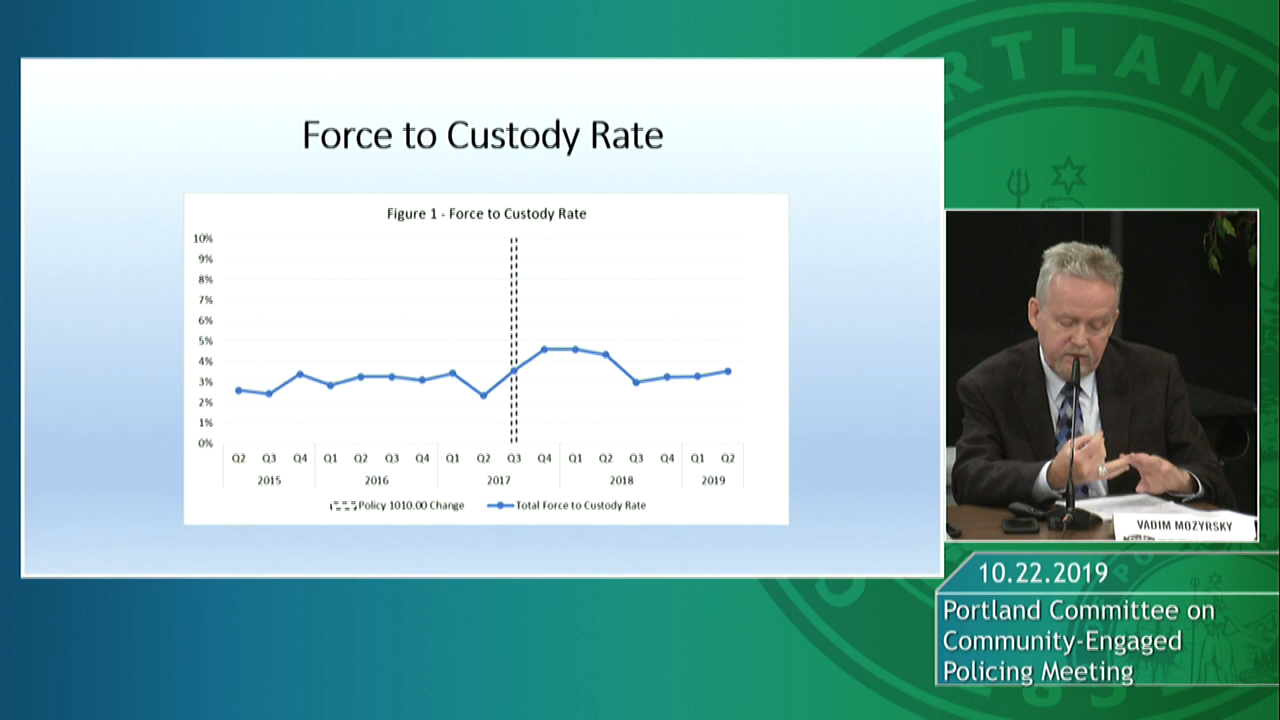 Force to Custody Rate
Figure 1 - Force to Custody Rate
10%
9%
8%
7%
6%
5%
4%
3%
2%
1%
0%
Q2 Q3 Q4 Q1 Q2 Q3 Q4 Q1 Q2 Q3 Q4 Q1 Q2 Q3 Q4 Q1 Q2
2015 2016 2017 2018 2019
Policy 1010.00 Change Total Force to Custody Rate
PORTLAND
VADIM MOZYRSKY
10.22.2019
Portland Committee on
Community-Engaged
Policing Meeting